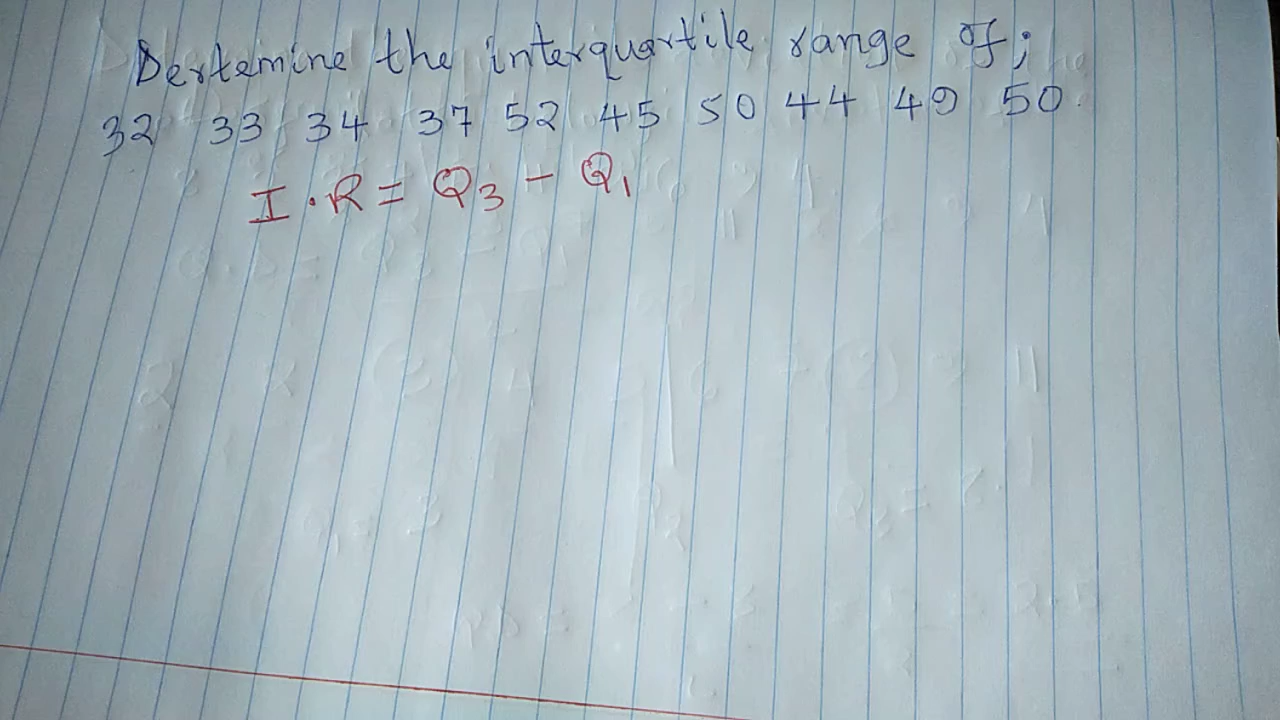 Dertemine the interquartile range of;
32 33 34 37 52 45 50 44 49 50
I.R = Q3 - Q1